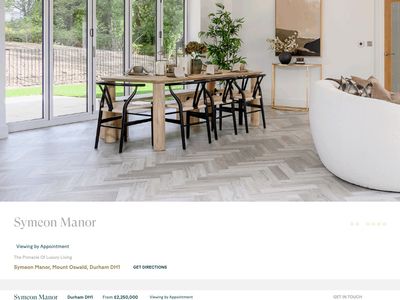 Symeon Manor
Viewing by Appointment
The Pinnacle Of Luxury Living
Symeon Manor, Mount Oswald, Durham DH1 GET DIRECTIONS
Symeon Manor Durham DH1 From £2,250,000 Viewing by Appointment GET IN TOUCH